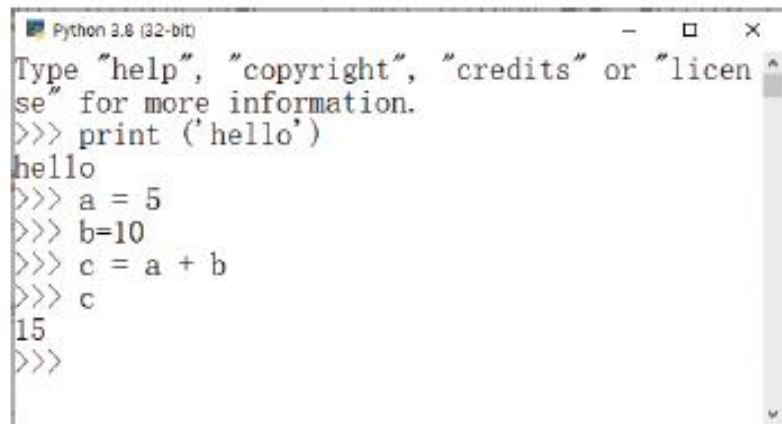 Python 3.8 (32-bit)
Type "help", "copyright", "credits" or "licen
se" for more information.
>>> print ('hello')
hello
>>> a = 5
>>> b=10
>>> c = a + b
>>> c
15
>>>